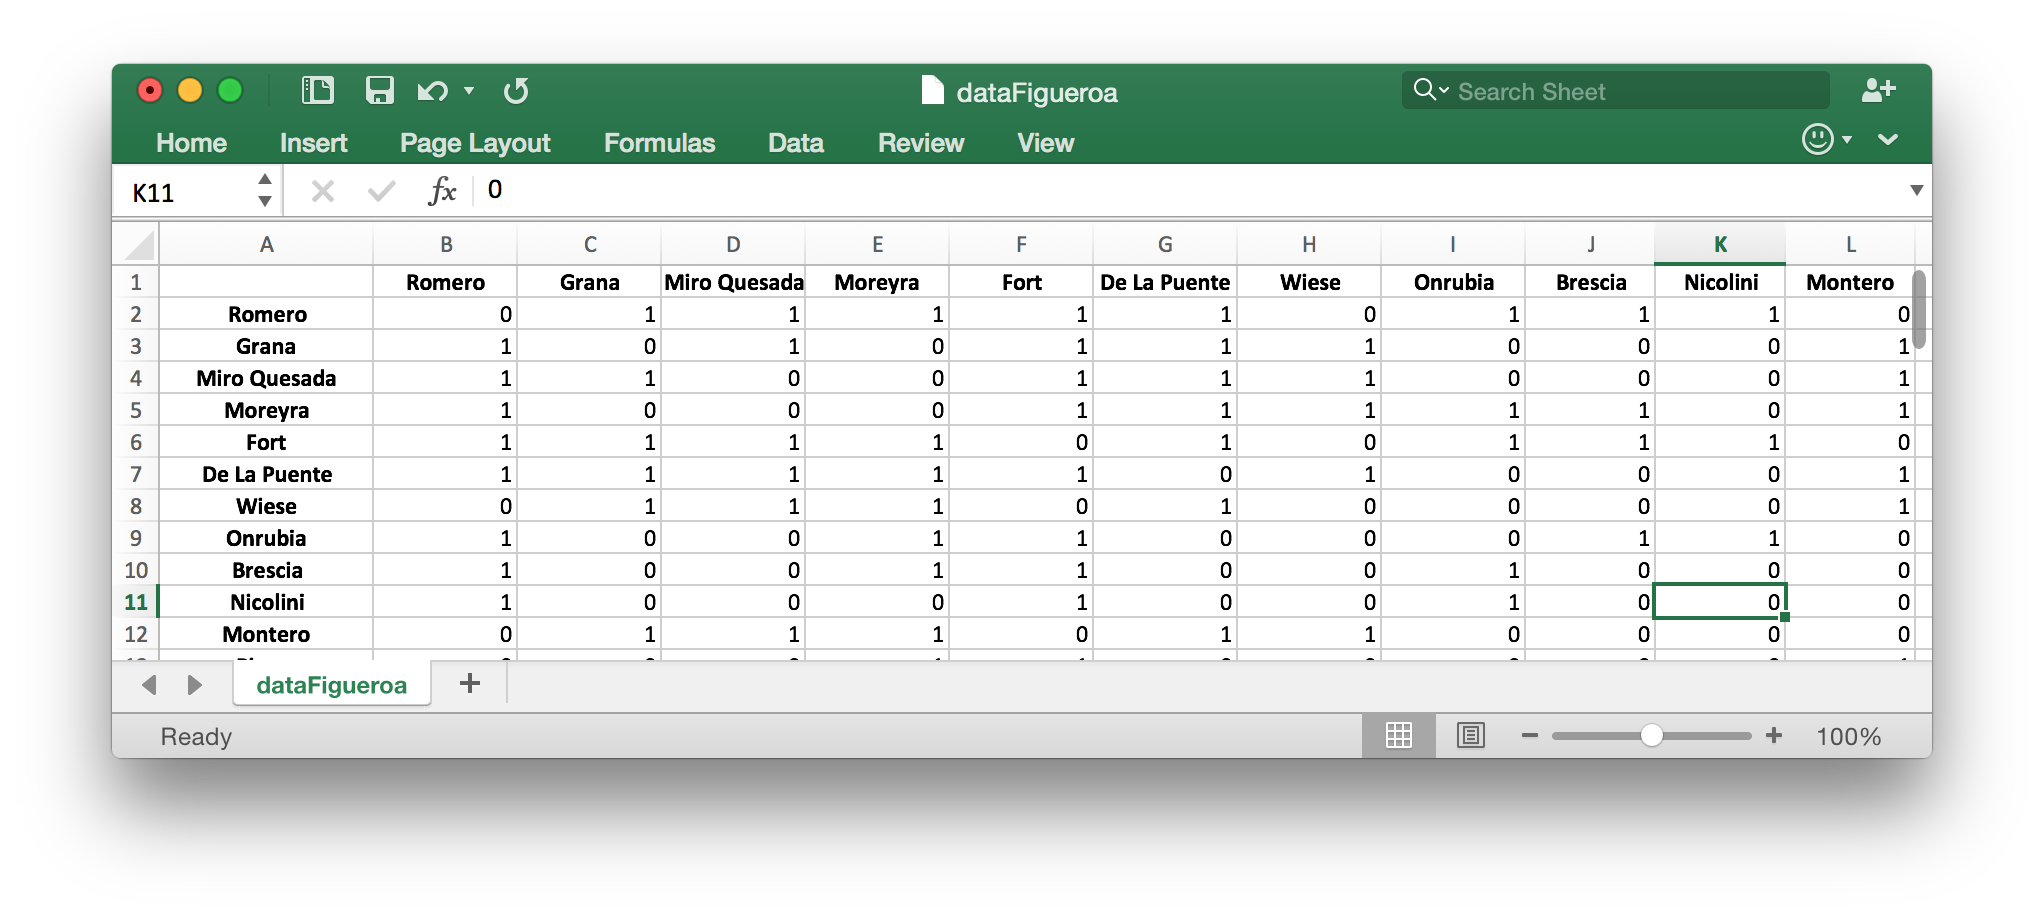 dataFigueroa
Search Sheet
Home Insert Page Layout Formulas Data Review View
K11 fx 0
A B C D E F G H I J K L
1 Romero Grana Miro Quesada Moreyra Fort De La Puente Wiese Onrubia Brescia Nicolini Montero
2 Romero 0 1 1 1 1 1 0 1 1 1 0
3 Grana 1 0 1 0 1 1 1 0 0 0 1
4 Miro Quesada 1 1 0 0 1 1 1 0 0 0 1
5 Moreyra 1 0 0 0 1 1 1 1 1 0 1
6 Fort 1 1 1 1 0 1 0 1 1 1 0
7 De La Puente 1 1 1 1 1 0 1 0 0 0 1
8 Wiese 0 1 1 1 0 1 0 0 0 0 1
9 Onrubia 1 0 0 1 1 0 0 0 1 1 0
10 Brescia 1 0 0 1 1 0 0 1 0 0 0
11 Nicolini 1 0 0 0 1 0 0 1 0 0 0
12 Montero 0 1 1 1 0 1 1 0 0 0 0
dataFigueroa +
Ready
100%